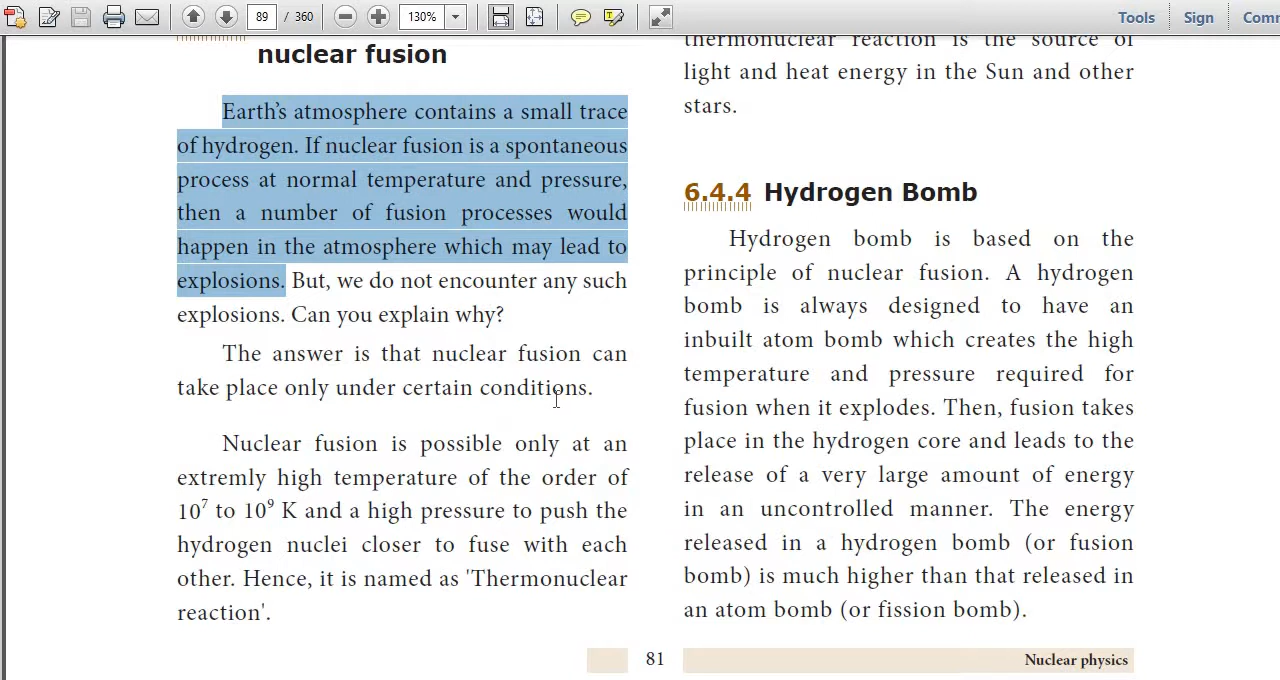 89 / 360
130%
Tools
Sign
Comm
nuclear fusion
Earth’s atmosphere contains a small trace
of hydrogen. If nuclear fusion is a spontaneous
process at normal temperature and pressure,
then a number of fusion processes would
happen in the atmosphere which may lead to
explosions. But, we do not encounter any such
explosions. Can you explain why?
The answer is that nuclear fusion can
take place only under certain conditions.
Nuclear fusion is possible only at an
extremly high temperature of the order of
10⁷ to 10⁹ K and a high pressure to push the
hydrogen nuclei closer to fuse with each
other. Hence, it is named as 'Thermonuclear
reaction'.
thermonuclear reaction is the source of
light and heat energy in the Sun and other
stars.
6.4.4 Hydrogen Bomb
Hydrogen bomb is based on the
principle of nuclear fusion. A hydrogen
bomb is always designed to have an
inbuilt atom bomb which creates the high
temperature and pressure required for
fusion when it explodes. Then, fusion takes
place in the hydrogen core and leads to the
release of a very large amount of energy
in an uncontrolled manner. The energy
released in a hydrogen bomb (or fusion
bomb) is much higher than that released in
an atom bomb (or fission bomb).
81
Nuclear physics